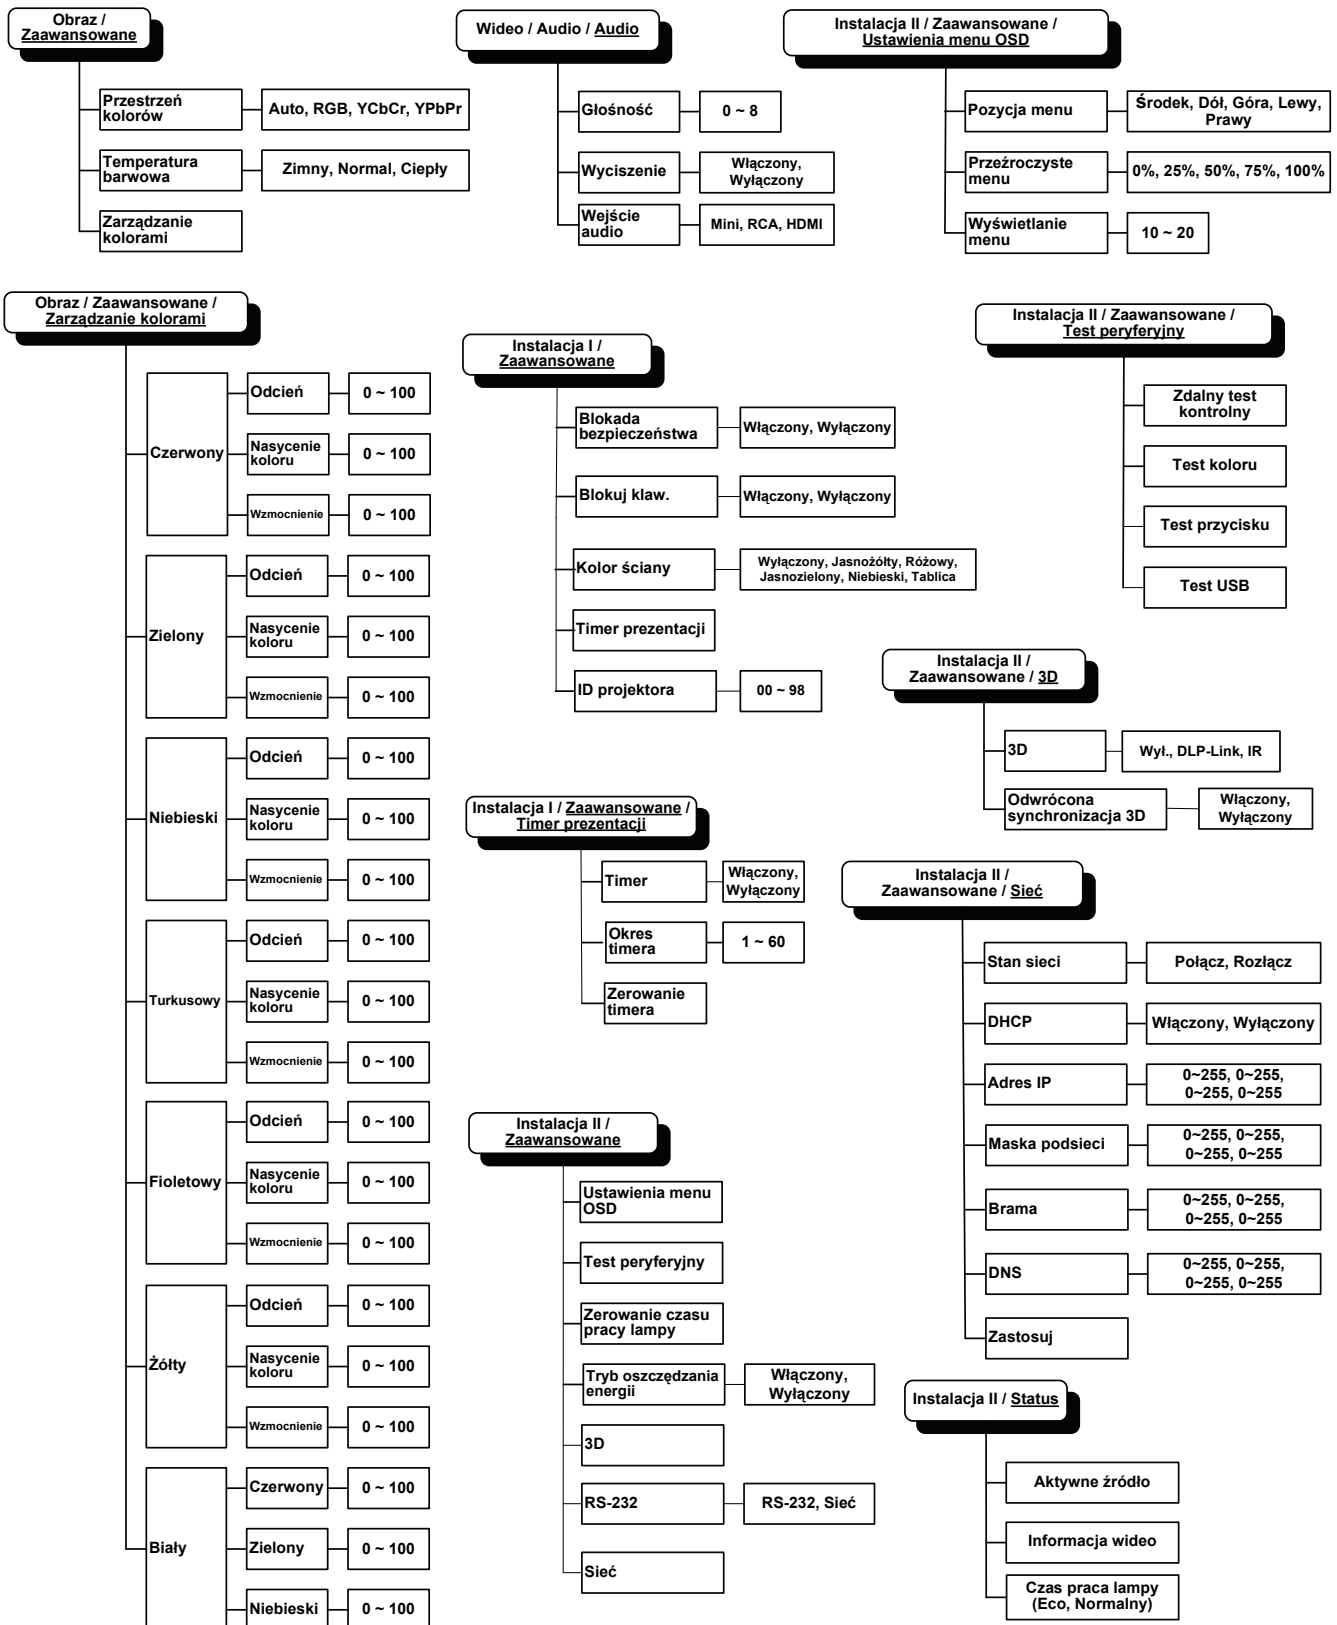 Obraz /
Zaawansowane
Przestrzeń
kolorów
Auto, RGB, YCbCr, YPbPr
Temperatura
barwowa
Zimny, Normal, Ciepły
Zarządzanie
kolorami
Wideo / Audio / Audio
Głośność
0 ~ 8
Wyciszenie
Włączony,
Wyłączony
Wejście
audio
Mini, RCA, HDMI
Instalacja II / Zaawansowane /
Ustawienia menu OSD
Pozycja menu
Środek, Dół, Góra, Lewy,
Prawy
Przeźroczyste
menu
0%, 25%, 50%, 75%, 100%
Wyświetlanie
menu
10 ~ 20
Obraz / Zaawansowane /
Zarządzanie kolorami
Czerwony
Odcień
0 ~ 100
Nasycenie
koloru
0 ~ 100
Wzmocnienie
0 ~ 100
Zielony
Odcień
0 ~ 100
Nasycenie
koloru
0 ~ 100
Wzmocnienie
0 ~ 100
Niebieski
Odcień
0 ~ 100
Nasycenie
koloru
0 ~ 100
Wzmocnienie
0 ~ 100
Turkusowy
Odcień
0 ~ 100
Nasycenie
koloru
0 ~ 100
Wzmocnienie
0 ~ 100
Fioletowy
Odcień
0 ~ 100
Nasycenie
koloru
0 ~ 100
Wzmocnienie
0 ~ 100
Żółty
Odcień
0 ~ 100
Nasycenie
koloru
0 ~ 100
Wzmocnienie
0 ~ 100
Biały
Czerwony
0 ~ 100
Zielony
0 ~ 100
Niebieski
0 ~ 100
Instalacja I /
Zaawansowane
Blokada
bezpieczeństwa
Włączony, Wyłączony
Blokuj klaw.
Włączony, Wyłączony
Kolor ściany
Wyłączony, Jasnożółty, Różowy,
Jasnozielony, Niebieski, Tablica
Timer prezentacji
ID projektora
00 ~ 98
Instalacja I / Zaawansowane /
Timer prezentacji
Timer
Włączony,
Wyłączony
Okres
timera
1 ~ 60
Zerowanie
timera
Instalacja II /
Zaawansowane
Ustawienia menu
OSD
Test peryferyjny
Zerowanie czasu
pracy lampy
Tryb oszczędzania
energii
Włączony,
Wyłączony
3D
RS-232
RS-232, Sieć
Sieć
Instalacja II / Zaawansowane /
Test peryferyjny
Zdalny test
kontrolny
Test koloru
Test przycisku
Test USB
Instalacja II /
Zaawansowane / 3D
3D
Wył., DLP-Link, IR
Odwrócona
synchronizacja 3D
Włączony,
Wyłączony
Instalacja II /
Zaawansowane / Sieć
Stan sieci
Połącz, Rozłącz
DHCP
Włączony, Wyłączony
Adres IP
0~255, 0~255,
0~255, 0~255
Maska podsieci
0~255, 0~255,
0~255, 0~255
Brama
0~255, 0~255,
0~255, 0~255
DNS
0~255, 0~255,
0~255, 0~255
Zastosuj
Instalacja II / Status
Aktywne źródło
Informacja wideo
Czas praca lampy
(Eco, Normalny)